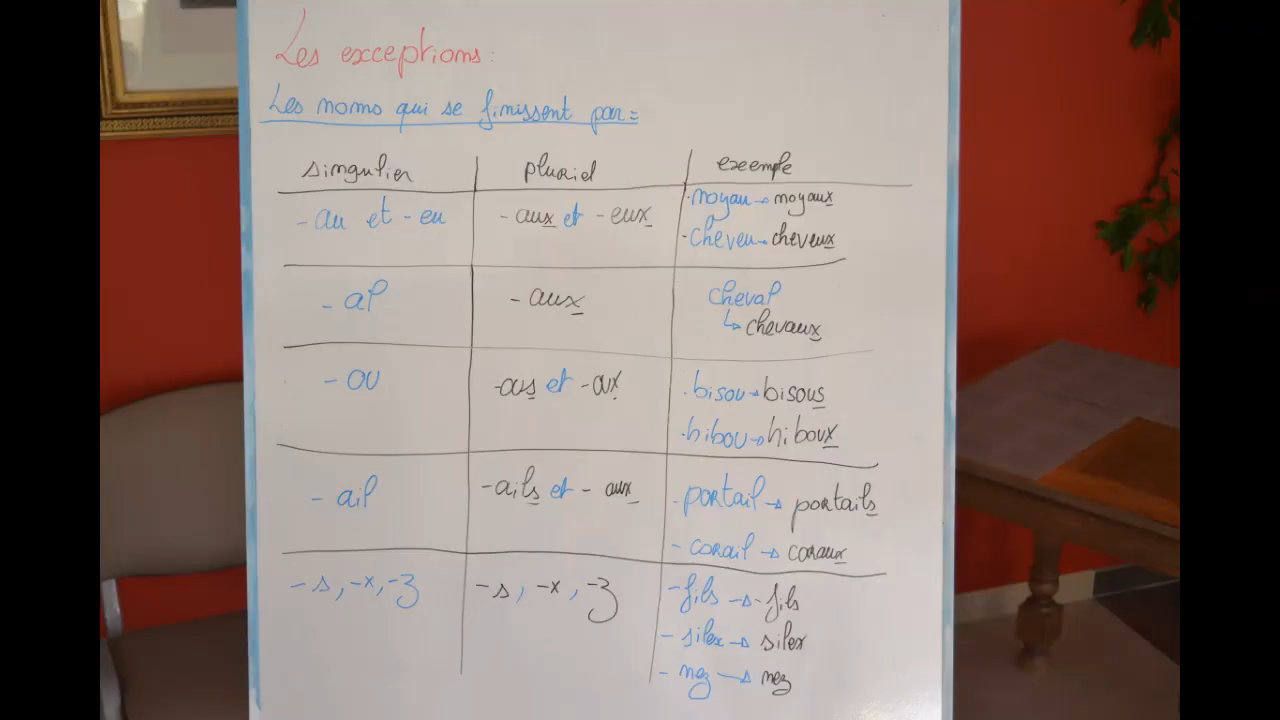 Les exceptions:
Les noms qui se finissent par:
singulier pluriel exeemple
- au et - eu - aux et - eux
·noyau → noyaux
·cheveu → cheveux
- al - aux cheval
↳ chevaux
- ou -ous et -oux
·bisou → bisous
·hibou → hiboux
- ail -ails et - aux
- portail → portails
- corail → coraux
- s, -x, -z - s, -x, -z
- fils → fils
- silex → silex
- nez → nez